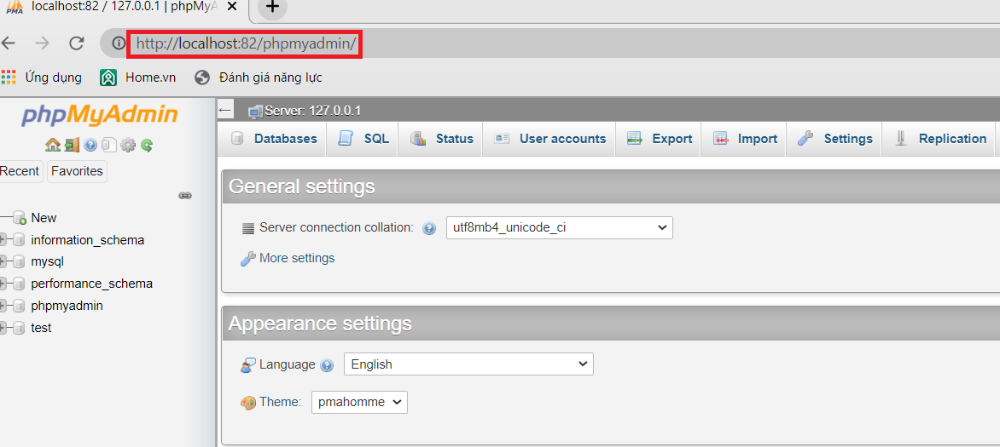 PMA localhost:82 / 127.0.0.1 | phpMyA
http://localhost:82/phpmyadmin/
Ứng dụng Home.vn Đánh giá năng lực
phpMyAdmin
Recent Favorites
New
information_schema
mysql
performance_schema
phpmyadmin
test
Server: 127.0.0.1
Databases SQL Status User accounts Export Import Settings Replication
General settings
Server connection collation: utf8mb4_unicode_ci
More settings
Appearance settings
Language English
Theme: pmahomme